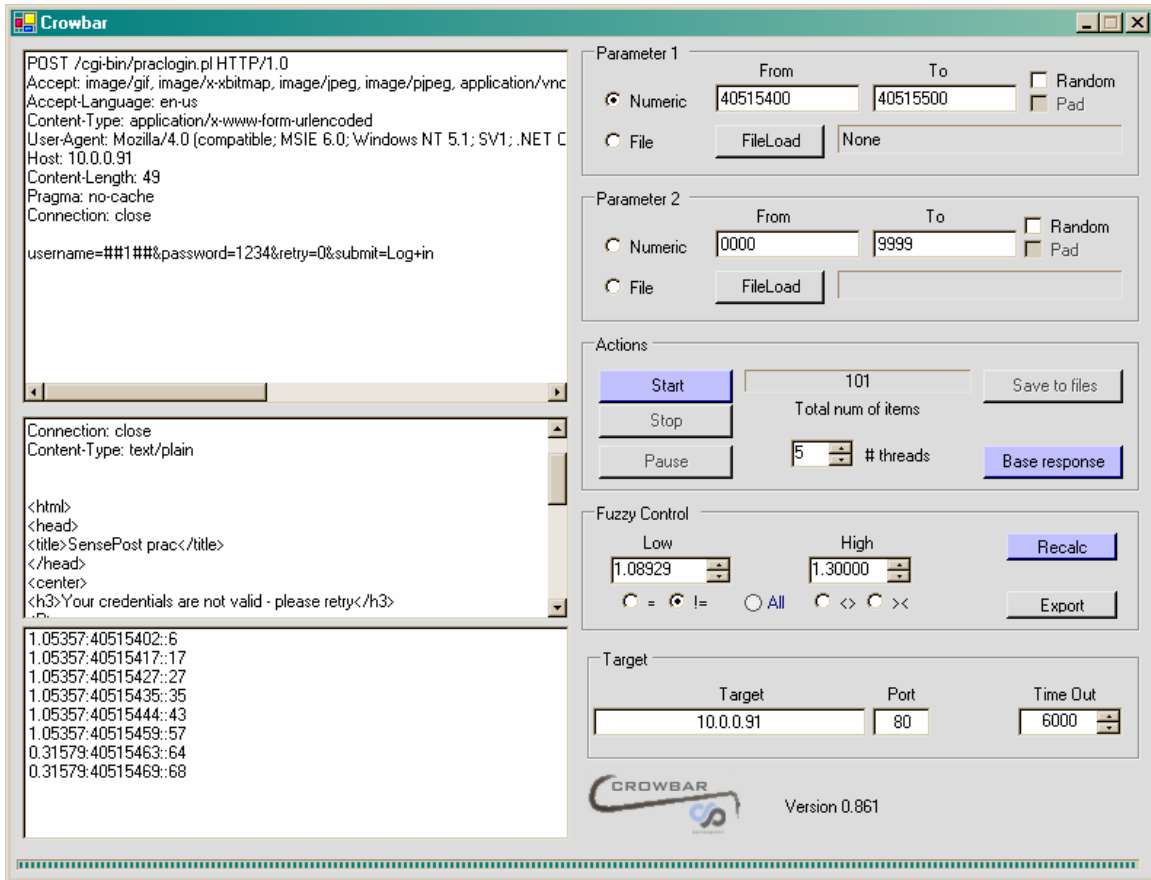 Crowbar
POST /cgi-bin/praclogin.pl HTTP/1.0
Accept: image/gif, image/x-xbitmap, image/jpeg, image/pjpeg, application/vnd
Accept-Language: en-us
Content-Type: application/x-www-form-urlencoded
User-Agent: Mozilla/4.0 (compatible; MSIE 6.0; Windows NT 5.1; SV1; .NET C
Host: 10.0.0.91
Content-Length: 49
Pragma: no-cache
Connection: close
username=##1##&password=1234&retry=0&submit=Log+in
Connection: close
Content-Type: text/plain
<html>
<head>
<title>SensePost prac</title>
</head>
<center>
<h3>Your credentials are not valid - please retry</h3>
1.05357:40515402::6
1.05357:40515417::17
1.05357:40515427::27
1.05357:40515435::35
1.05357:40515444::43
1.05357:40515459::57
0.31579:40515463::64
0.31579:40515469::68
Parameter 1
From To
Numeric 40515400 40515500 Random
Pad
File FileLoad None
Parameter 2
From To
Numeric 0000 9999 Random
Pad
File FileLoad
Actions
Start 101 Save to files
Stop Total num of items
Pause 5 # threads Base response
Fuzzy Control
Low High Recalc
1.08929 1.30000
= != All <> >< Export
Target
Target Port Time Out
10.0.0.91 80 6000
CROWBAR
Version 0.861